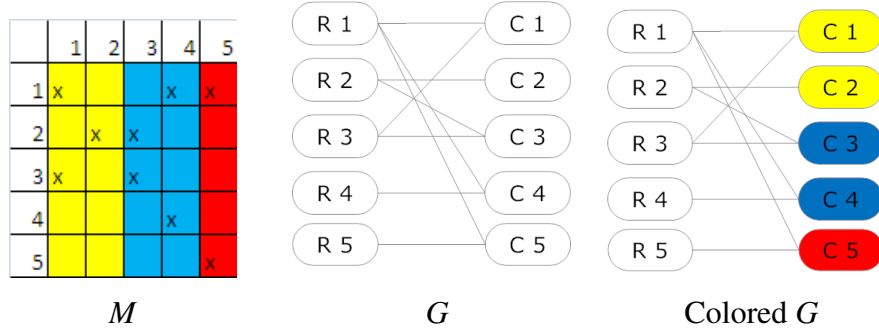 1 2 3 4 5
1 x x x
2 x x
3 x x
4 x
5 x
R 1 C 1
R 2 C 2
R 3 C 3
R 4 C 4
R 5 C 5
R 1 C 1
R 2 C 2
R 3 C 3
R 4 C 4
R 5 C 5
M G Colored G